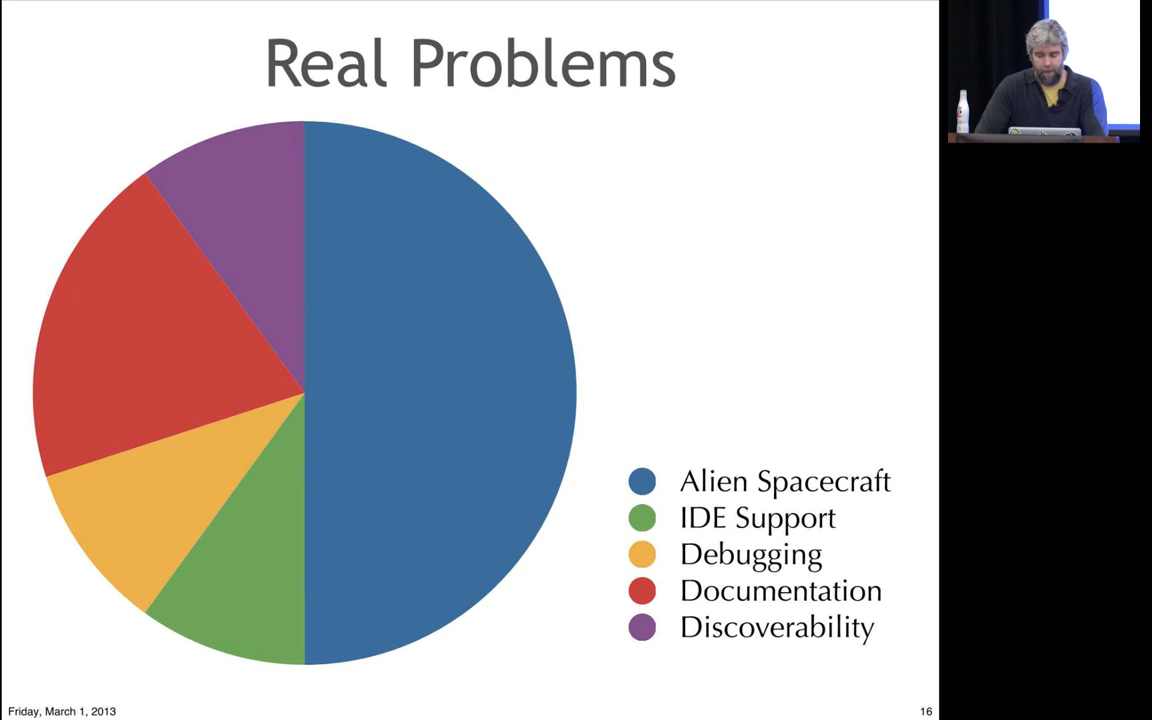 Real Problems
Alien Spacecraft
IDE Support
Debugging
Documentation
Discoverability
Friday, March 1, 2013
16